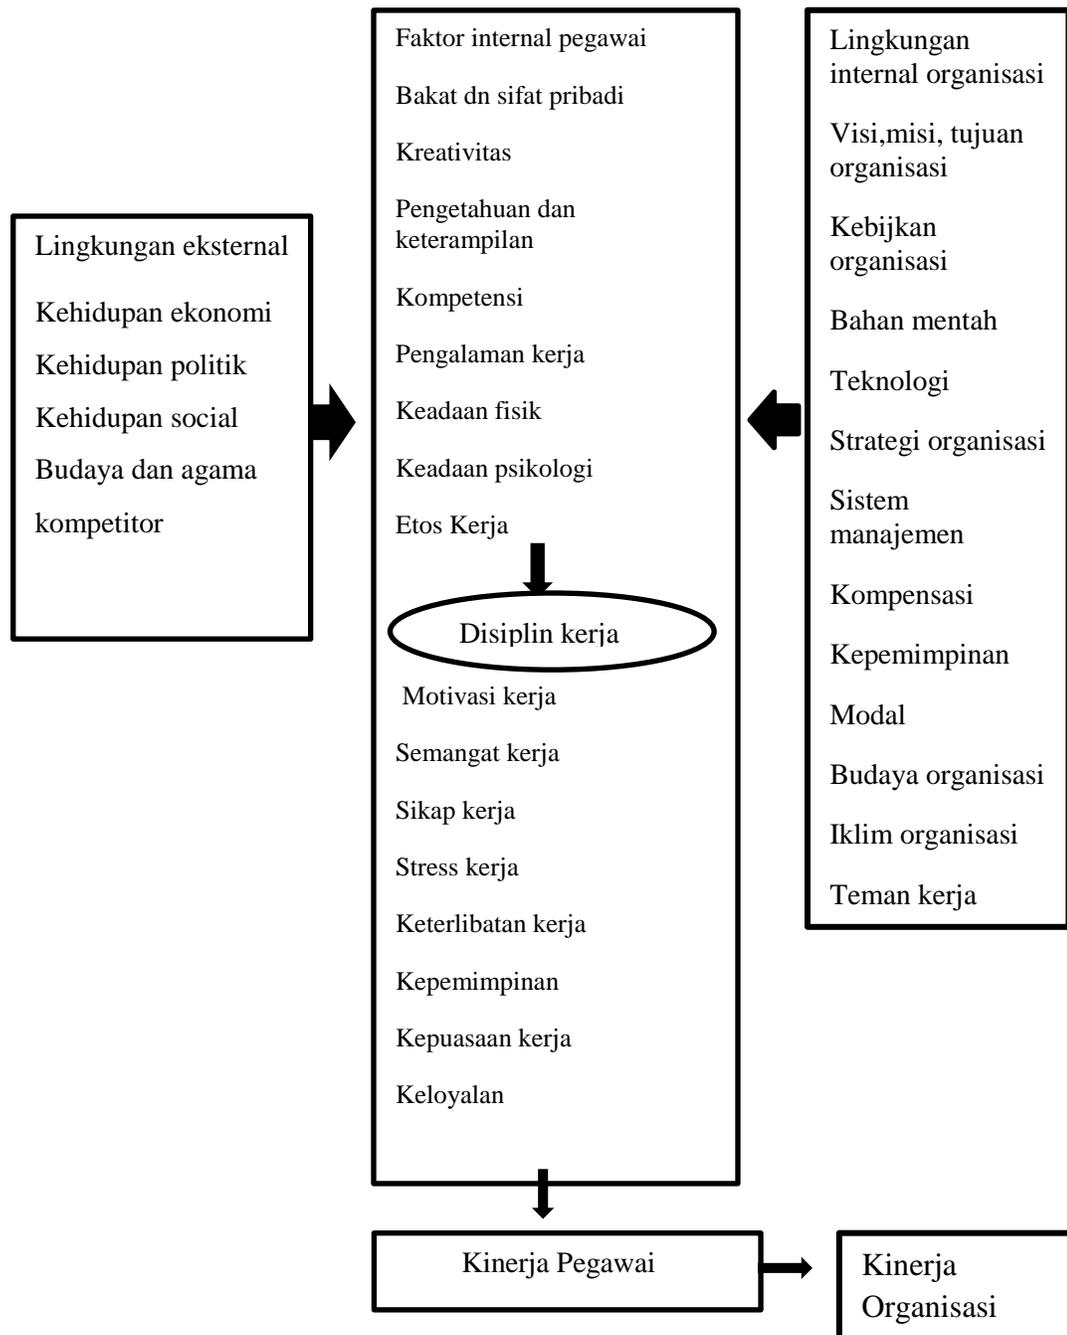 Lingkungan eksternal
Kehidupan ekonomi
Kehidupan politik
Kehidupan social
Budaya dan agama
kompetitor
Faktor internal pegawai
Bakat dn sifat pribadi
Kreativitas
Pengetahuan dan
keterampilan
Kompetensi
Pengalaman kerja
Keadaan fisik
Keadaan psikologi
Etos Kerja
Disiplin kerja
Motivasi kerja
Semangat kerja
Sikap kerja
Stress kerja
Keterlibatan kerja
Kepemimpinan
Kepuasaan kerja
Keloyalan
Lingkungan
internal organisasi
Visi,misi, tujuan
organisasi
Kebijkan
organisasi
Bahan mentah
Teknologi
Strategi organisasi
Sistem
manajemen
Kompensasi
Kepemimpinan
Modal
Budaya organisasi
Iklim organisasi
Teman kerja
Kinerja Pegawai
Kinerja
Organisasi